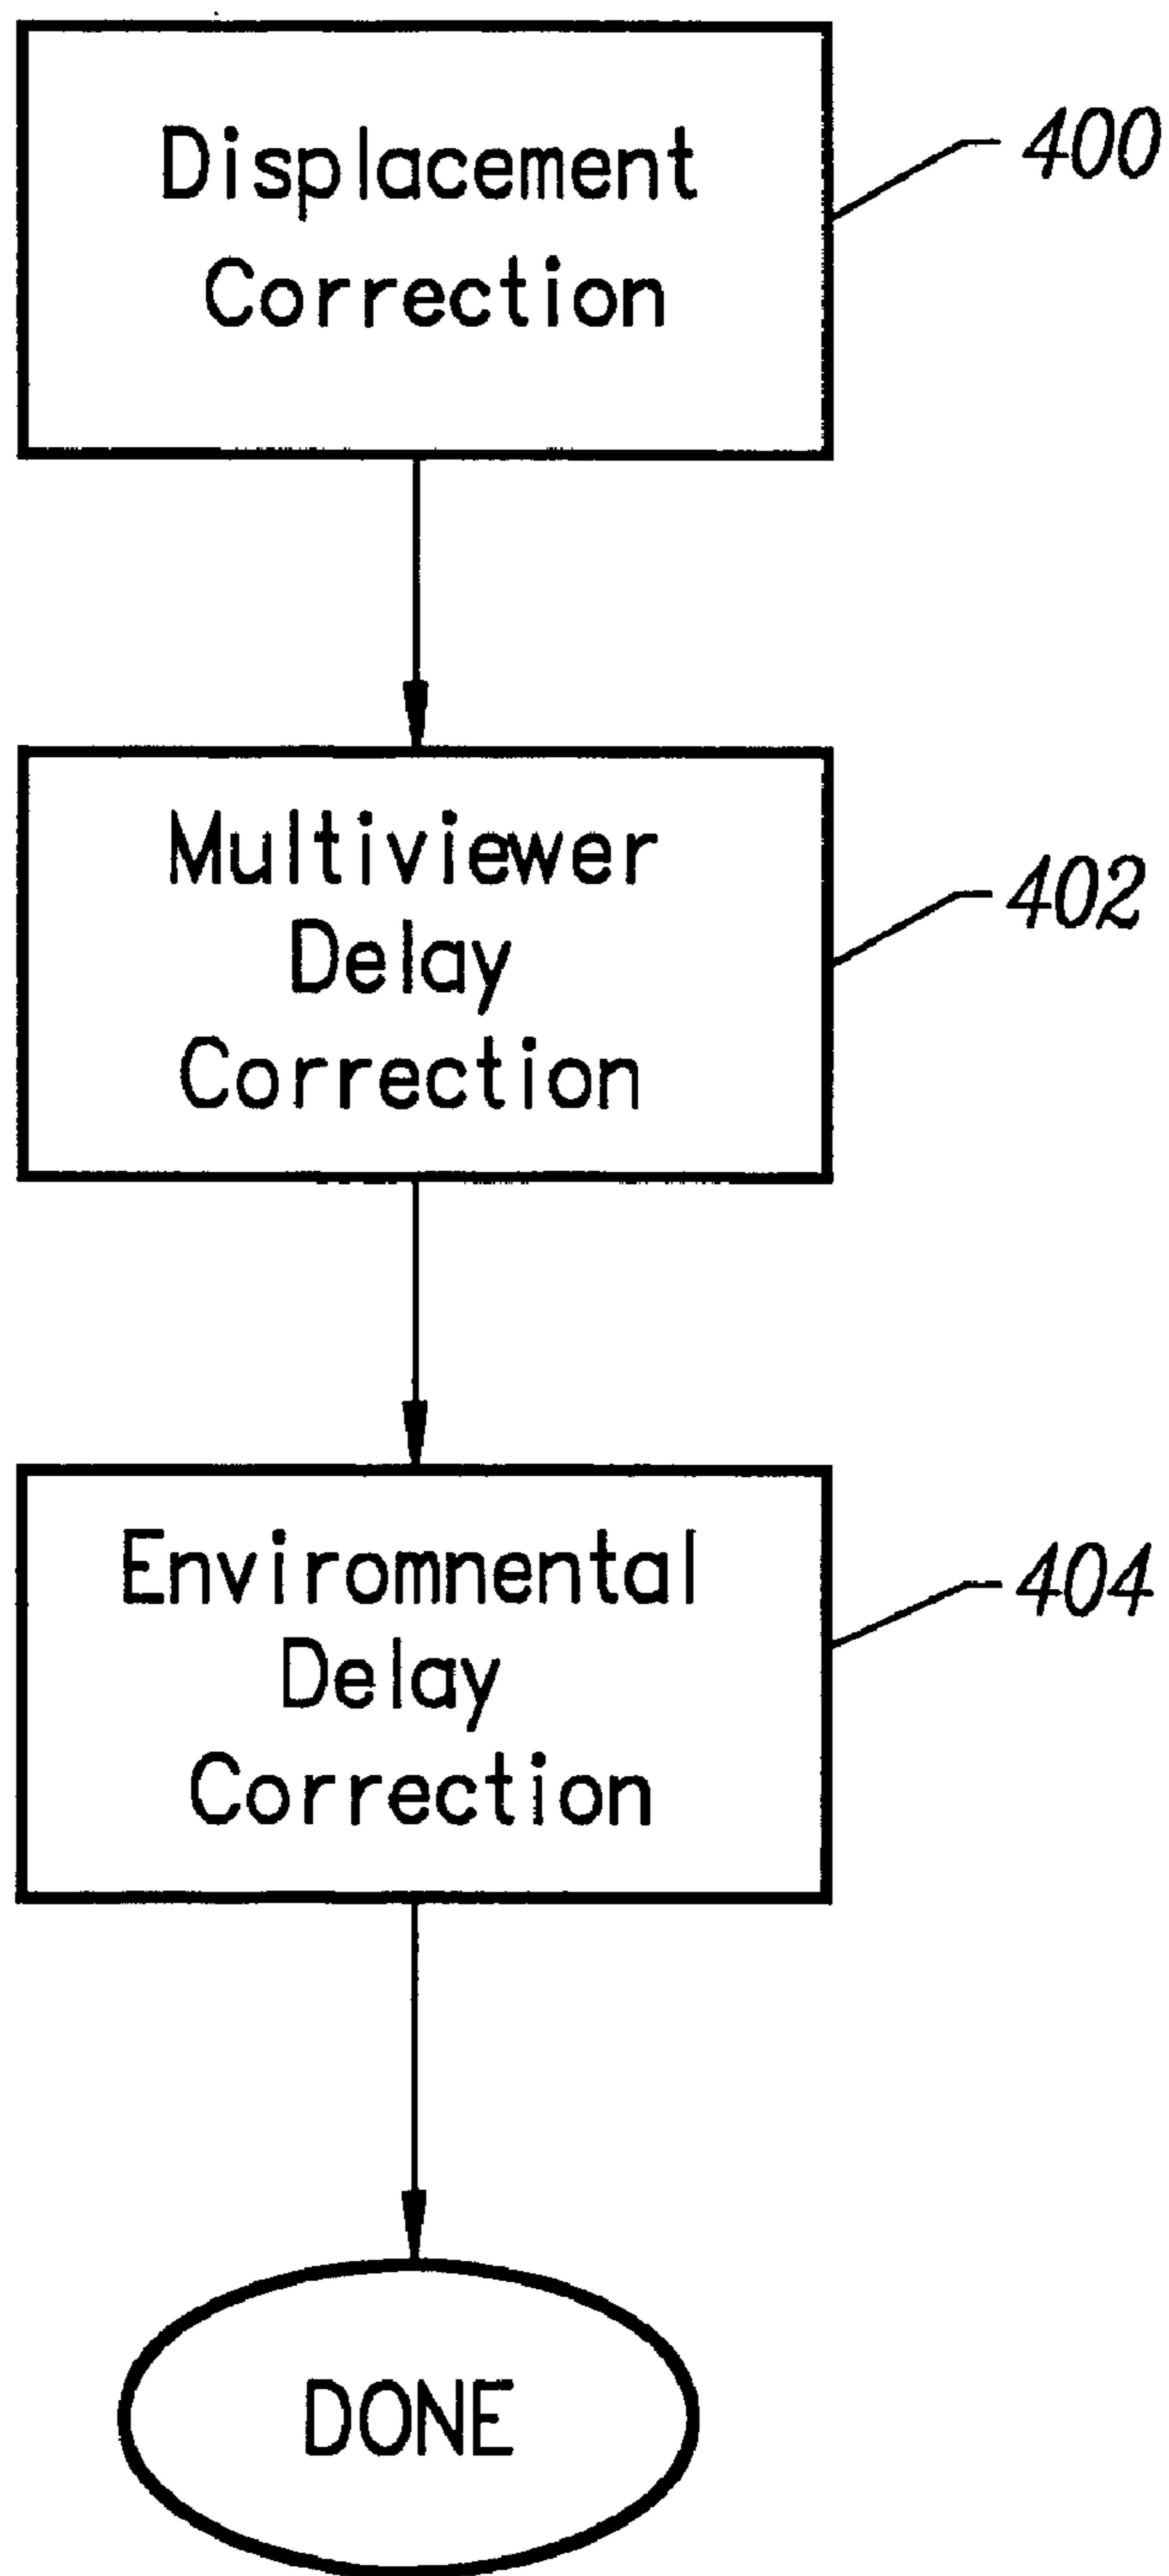 Displacement
Correction
400
Multiviewer
Delay
Correction
402
Enviromnental
Delay
Correction
404
DONE